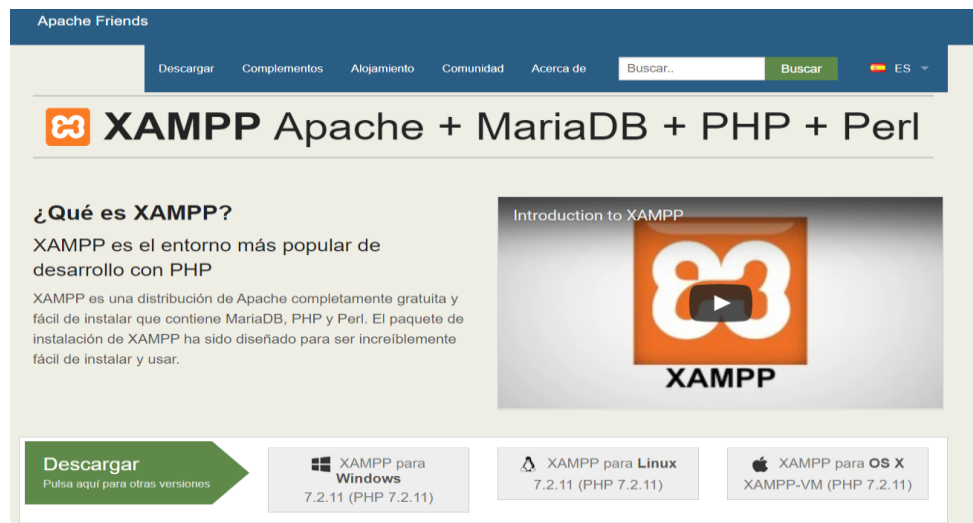 Apache Friends
Descargar Complementos Alojamiento Comunidad Acerca de Buscar.. Buscar ES
XAMPP Apache + MariaDB + PHP + Perl
¿Qué es XAMPP?
XAMPP es el entorno más popular de
desarrollo con PHP
XAMPP es una distribución de Apache completamente gratuita y
fácil de instalar que contiene MariaDB, PHP y Perl. El paquete de
instalación de XAMPP ha sido diseñado para ser increíblemente
fácil de instalar y usar.
Introduction to XAMPP
XAMPP
Descargar
Pulsa aquí para otras versiones
XAMPP para
Windows
7.2.11 (PHP 7.2.11)
XAMPP para Linux
7.2.11 (PHP 7.2.11)
XAMPP para OS X
XAMPP-VM (PHP 7.2.11)